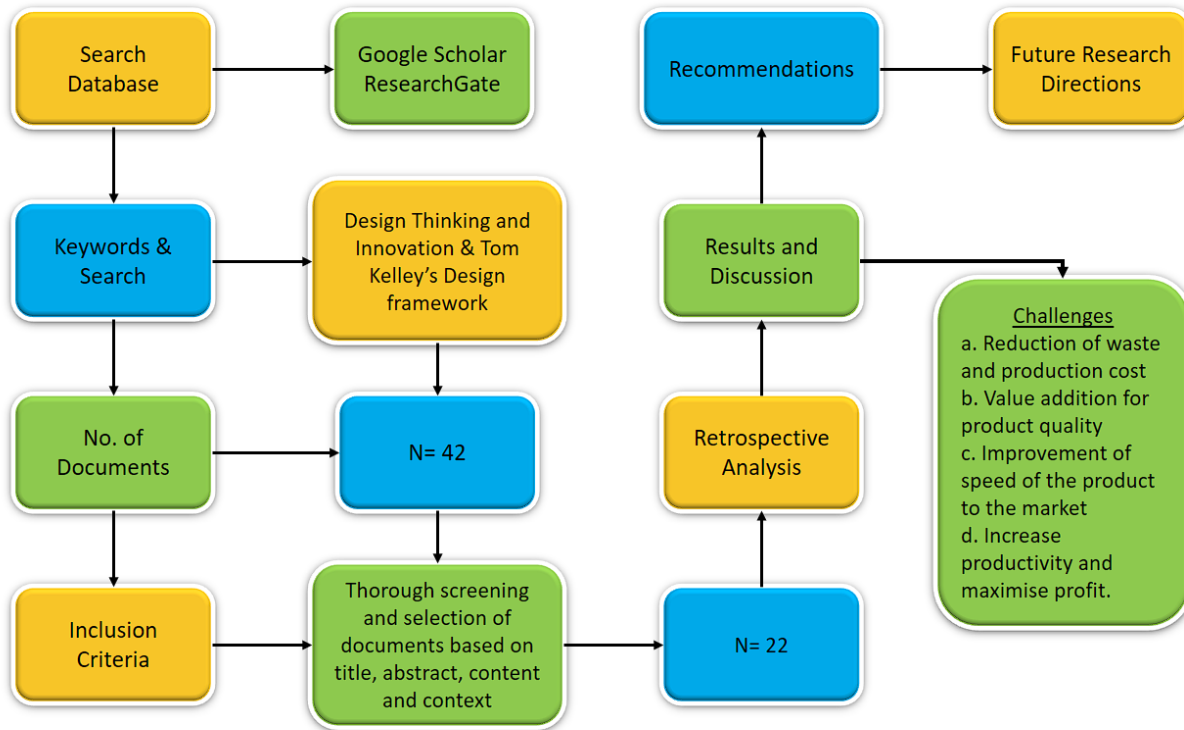 Search
Database
Google Scholar
ResearchGate
Keywords &
Search
Design Thinking and
Innovation & Tom
Kelley’s Design
framework
No. of
Documents
N= 42
Inclusion
Criteria
Thorough screening
and selection of
documents based on
title, abstract, content
and context
N= 22
Retrospective
Analysis
Results and
Discussion
Challenges
a. Reduction of waste
and production cost
b. Value addition for
product quality
c. Improvement of
speed of the product
to the market
d. Increase
productivity and
maximise profit.
Recommendations
Future Research
Directions